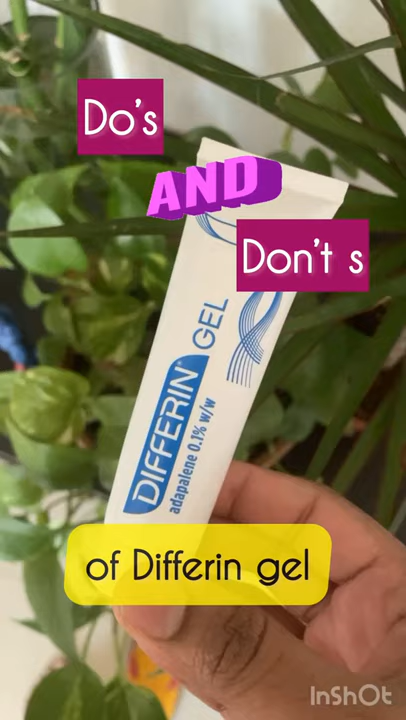 Do's
AND
Don't s
DIFFERIN® GEL
adapalene 0.1% w/w
of Differin gel
InShOt